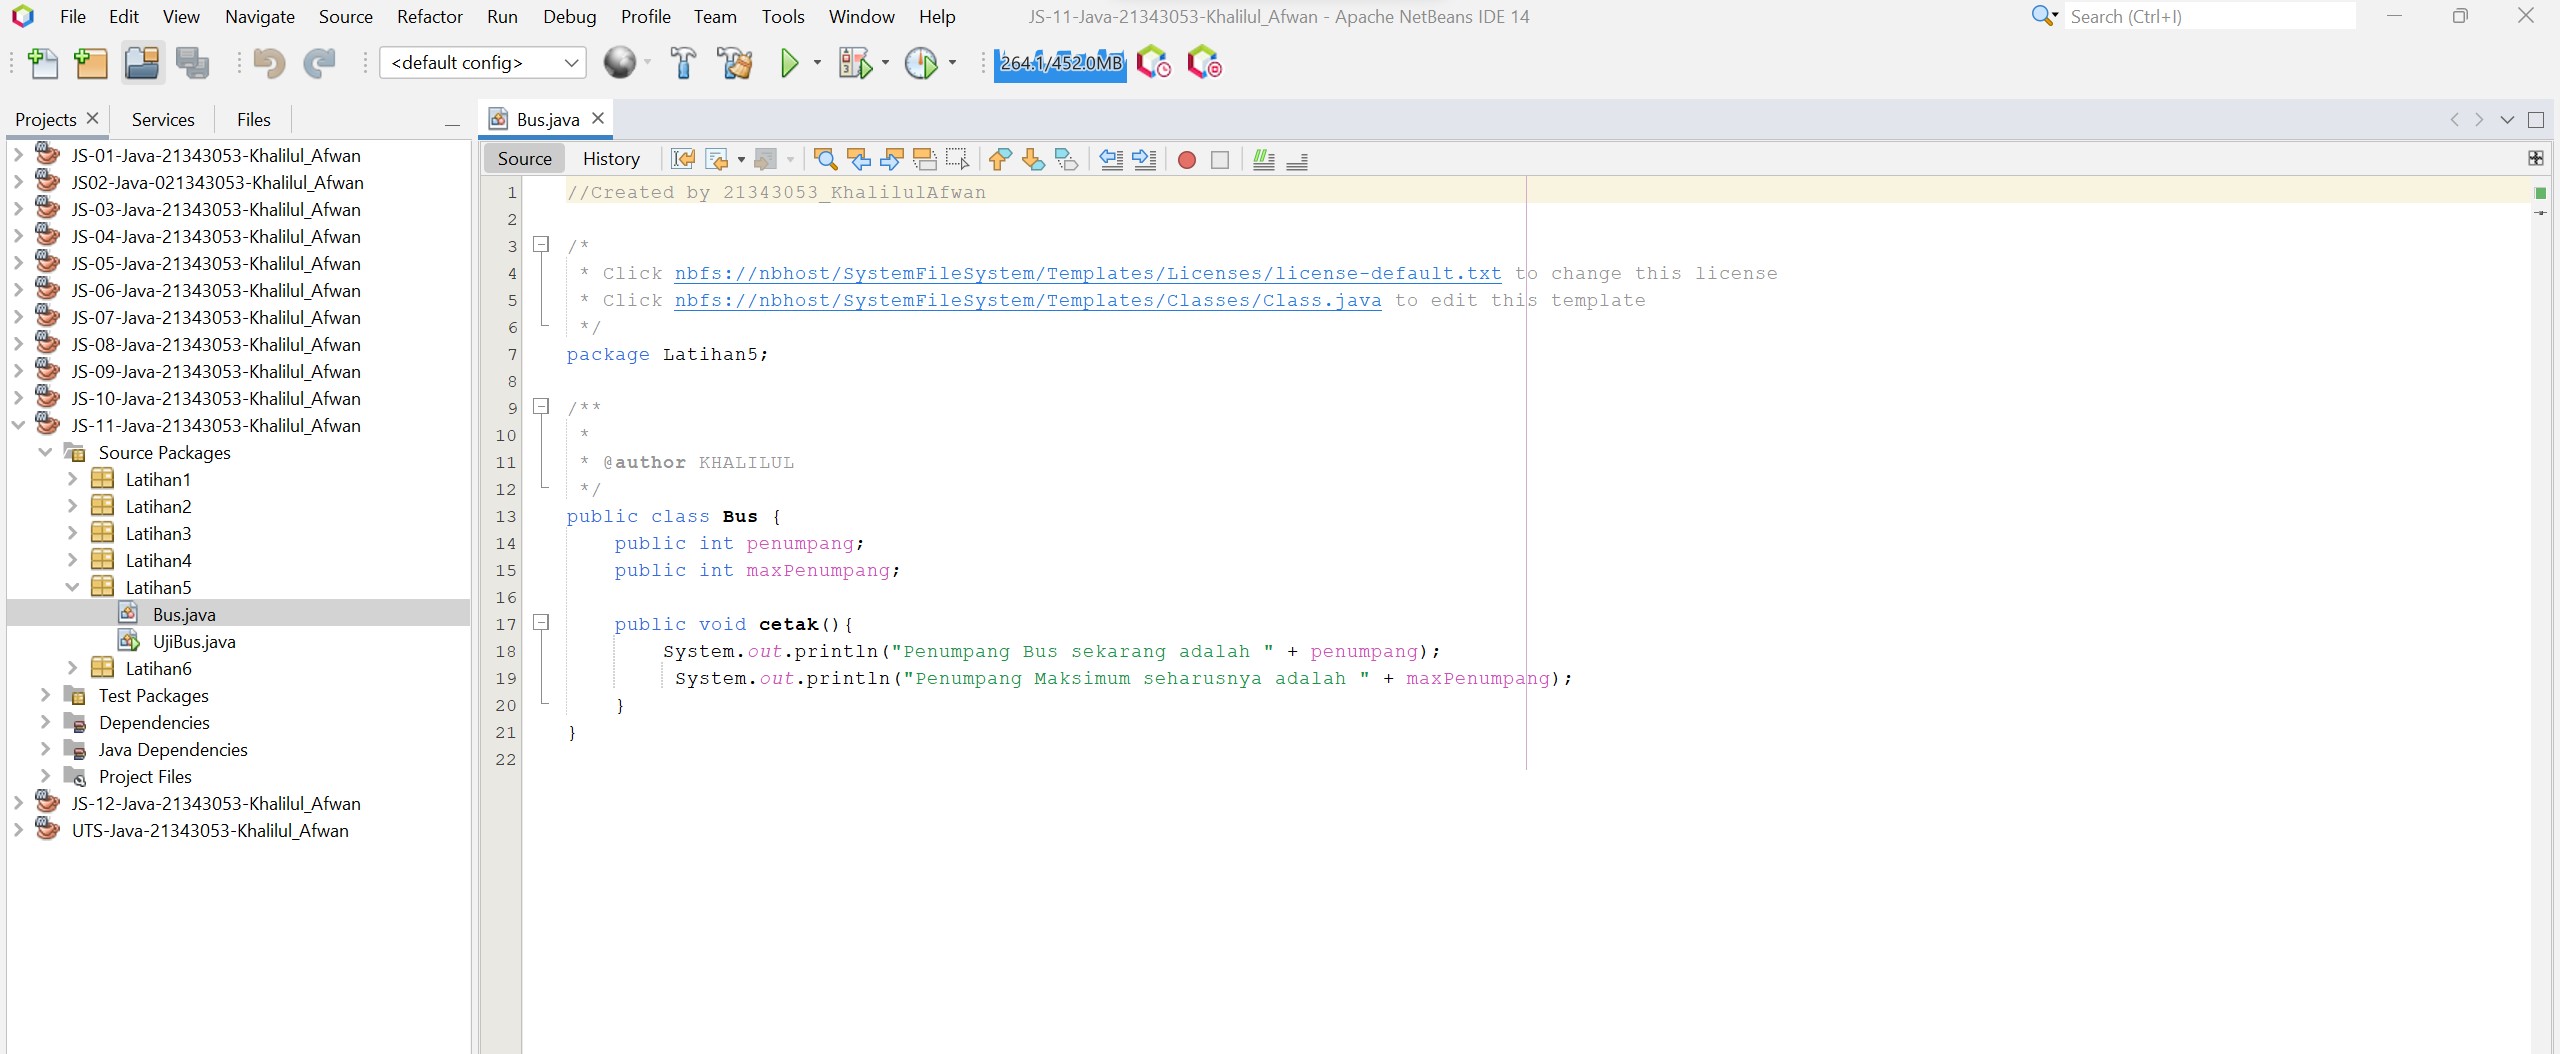 File Edit View Navigate Source Refactor Run Debug Profile Team Tools Window Help
JS-11-Java-21343053-Khalilul_Afwan - Apache NetBeans IDE 14
Search (Ctrl+I)
<default config>
264.1/452.0MB
Projects
Services
Files
Bus.java
Source
History
JS-01-Java-21343053-Khalilul_Afwan
JS02-Java-021343053-Khalilul_Afwan
JS-03-Java-21343053-Khalilul_Afwan
JS-04-Java-21343053-Khalilul_Afwan
JS-05-Java-21343053-Khalilul_Afwan
JS-06-Java-21343053-Khalilul_Afwan
JS-07-Java-21343053-Khalilul_Afwan
JS-08-Java-21343053-Khalilul_Afwan
JS-09-Java-21343053-Khalilul_Afwan
JS-10-Java-21343053-Khalilul_Afwan
JS-11-Java-21343053-Khalilul_Afwan
Source Packages
Latihan1
Latihan2
Latihan3
Latihan4
Latihan5
Bus.java
UjiBus.java
Latihan6
Test Packages
Dependencies
Java Dependencies
Project Files
JS-12-Java-21343053-Khalilul_Afwan
UTS-Java-21343053-Khalilul_Afwan
1 //Created by 21343053_KhalilulAfwan
2
3 /*
4 * Click nbfs://nbhost/SystemFileSystem/Templates/Licenses/license-default.txt to change this license
5 * Click nbfs://nbhost/SystemFileSystem/Templates/Classes/Class.java to edit this template
6 */
7 package Latihan5;
8
9 /**
10 *
11 * @author KHALILUL
12 */
13 public class Bus {
14 public int penumpang;
15 public int maxPenumpang;
16
17 public void cetak(){
18 System.out.println("Penumpang Bus sekarang adalah " + penumpang);
19 System.out.println("Penumpang Maksimum seharusnya adalah " + maxPenumpang);
20 }
21 }
22